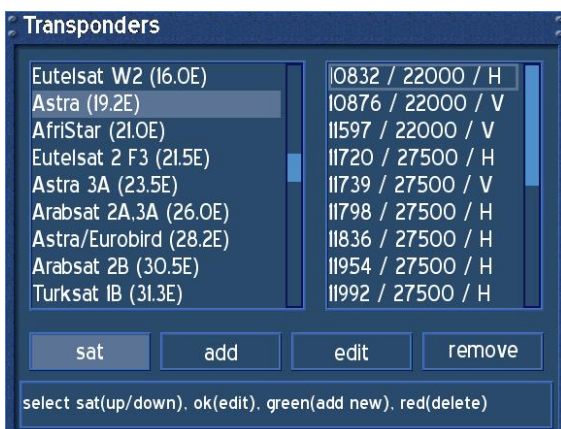 Transponders
Eutelsat W2 (16.0E)
Astra (19.2E)
AfriStar (21.0E)
Eutelsat 2 F3 (21.5E)
Astra 3A (23.5E)
Arabsat 2A,3A (26.0E)
Astra/Eurobird (28.2E)
Arabsat 2B (30.5E)
Turksat 1B (31.3E)
10832 / 22000 / H
10876 / 22000 / V
11597 / 22000 / V
11720 / 27500 / H
11739 / 27500 / V
11798 / 27500 / H
11836 / 27500 / H
11954 / 27500 / H
11992 / 27500 / H
sat add edit remove
select sat(up/down), ok(edit), green(add new), red(delete)